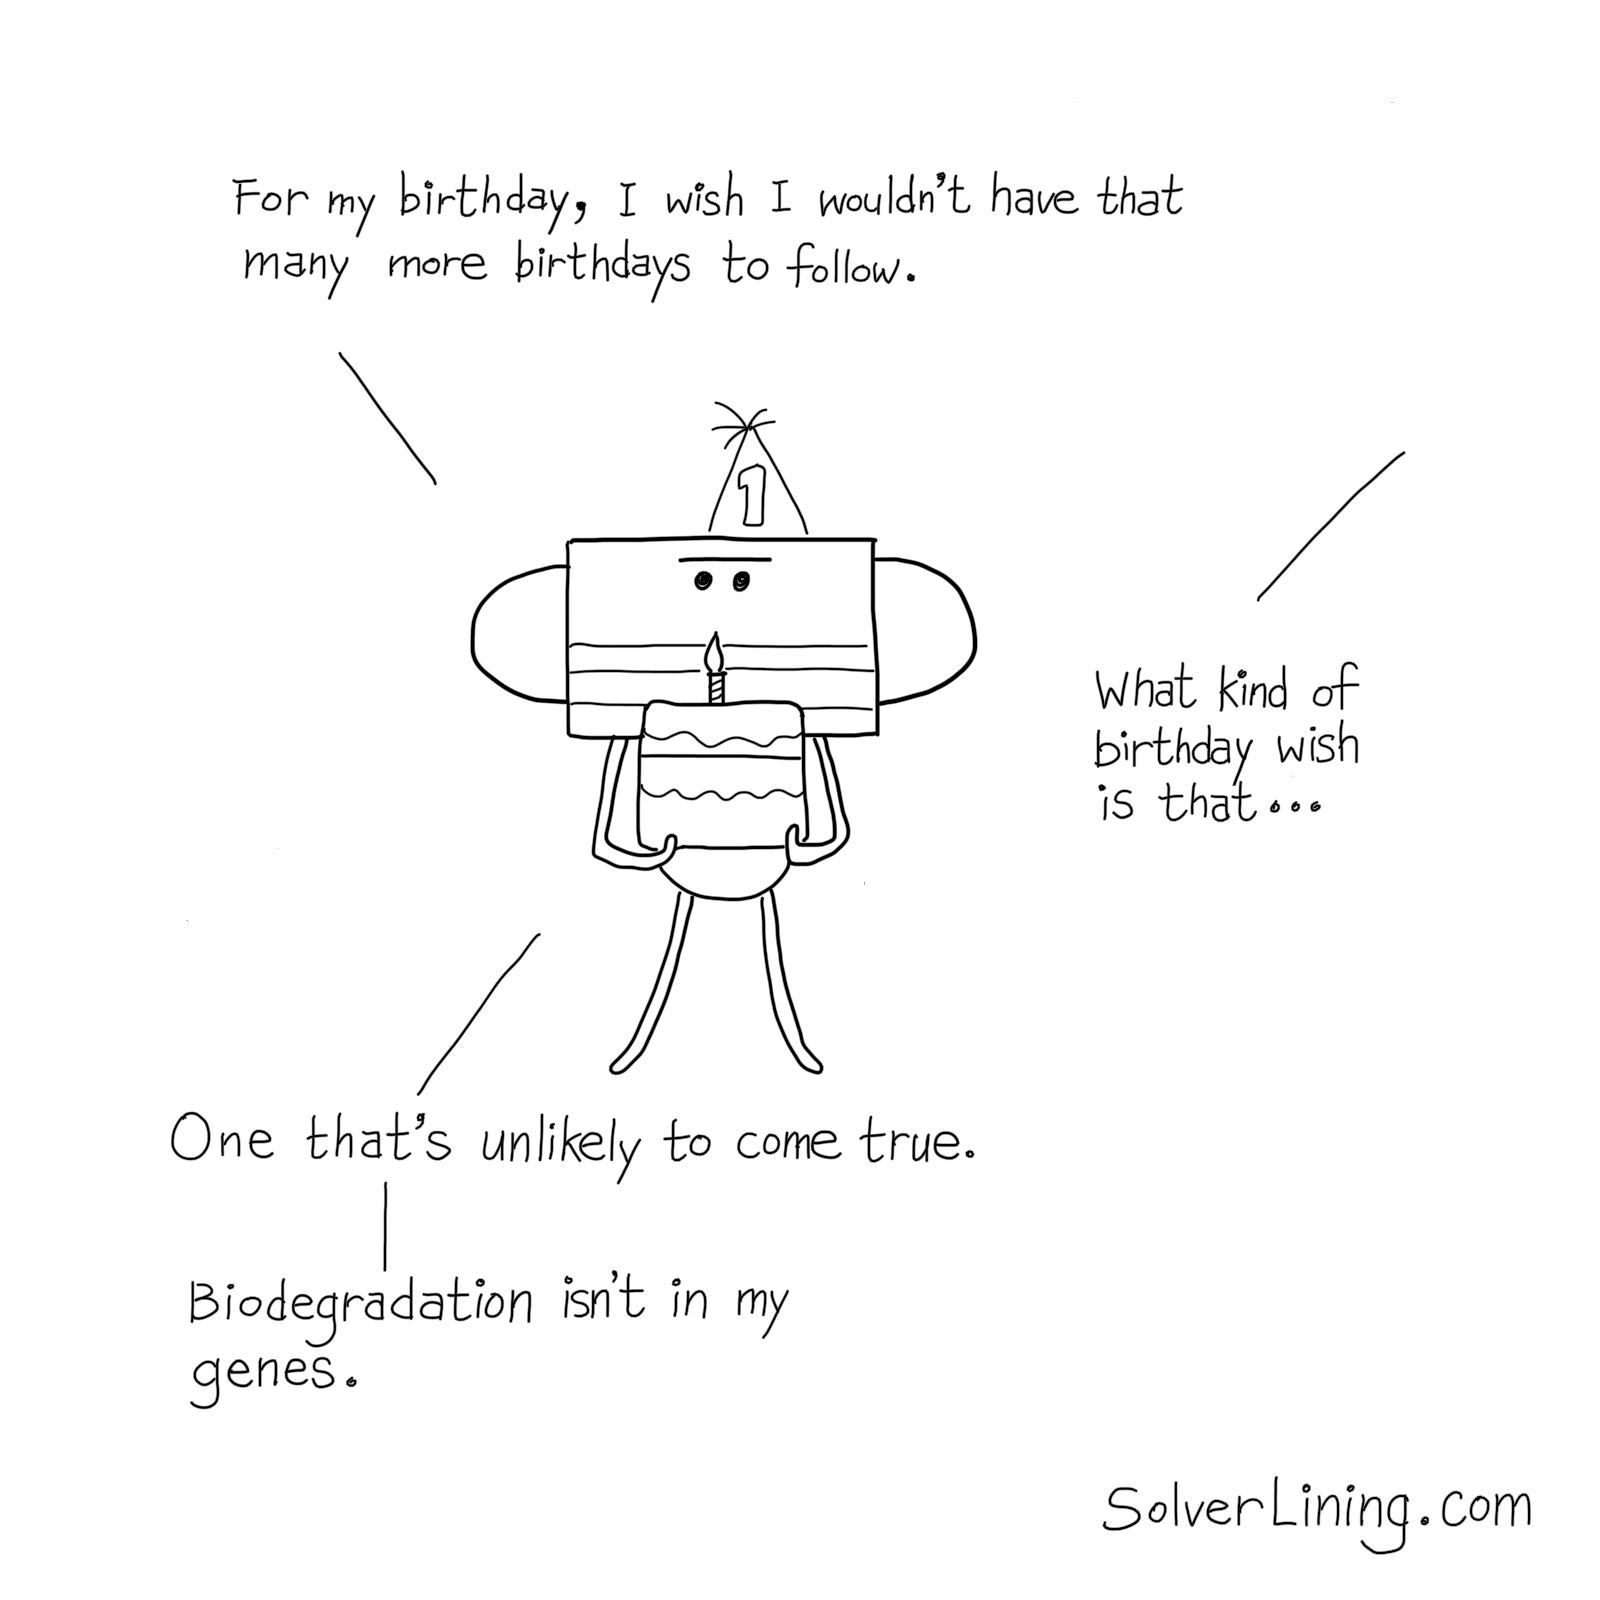 For my birthday, I wish I wouldn't have that
many more birthdays to follow.
1
What kind of
birthday wish
is that...
One that's unlikely to come true.
Biodegradation isn't in my
genes.
SolverLining.com